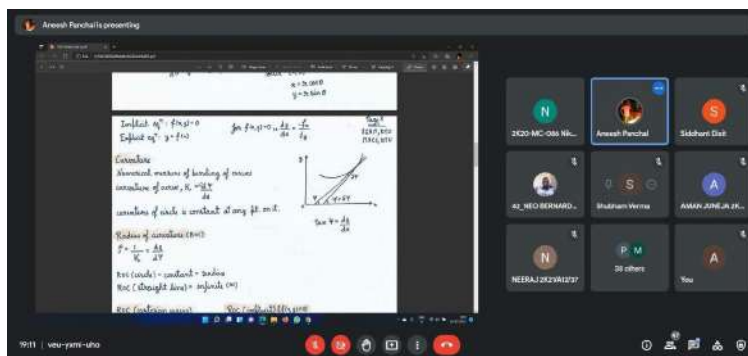 Aneesh Panchal is presenting
x = r cos θ
y = r sin θ
Implicit eqⁿ: f(x,y)=0
Explicit eqⁿ: y = f(x)
for f(x,y)=0, dy/dx = -fx/fy
Curvature
Numerical measure of bending of curves
curvature of curve, K = dψ/ds
curvature of circle is constant at any pt. on it.
tan ψ = dy/dx
Radius of curvature (ROC)
ρ = 1/K = ds/dψ
ROC (circle) = constant = radius
ROC (straight line) = infinite (∞)
ROC (cartesian curves)
N
2K20-MC-086 Nik...
Aneesh Panchal
S
Siddhant Dixit
42_NEO BERNARD...
S
Shubham Verma
A
AMAN JUNEJA 2K...
N
NEERAJ 2K21/A12/37
P M
38 others
A
You
19:11 | veu-yxmi-uho
47